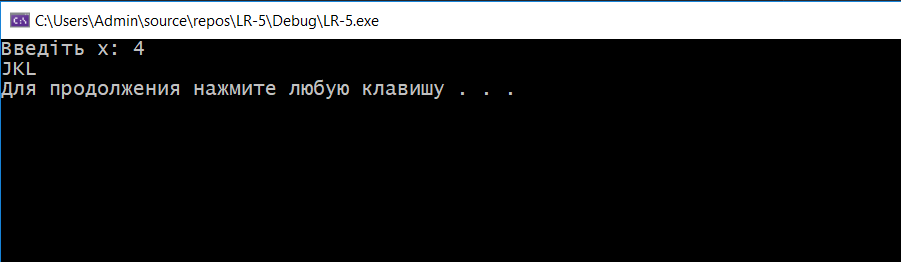 C:\Users\Admin\source\repos\LR-5\Debug\LR-5.exe
Введіть x: 4
JKL
Для продолжения нажмите любую клавишу . . .